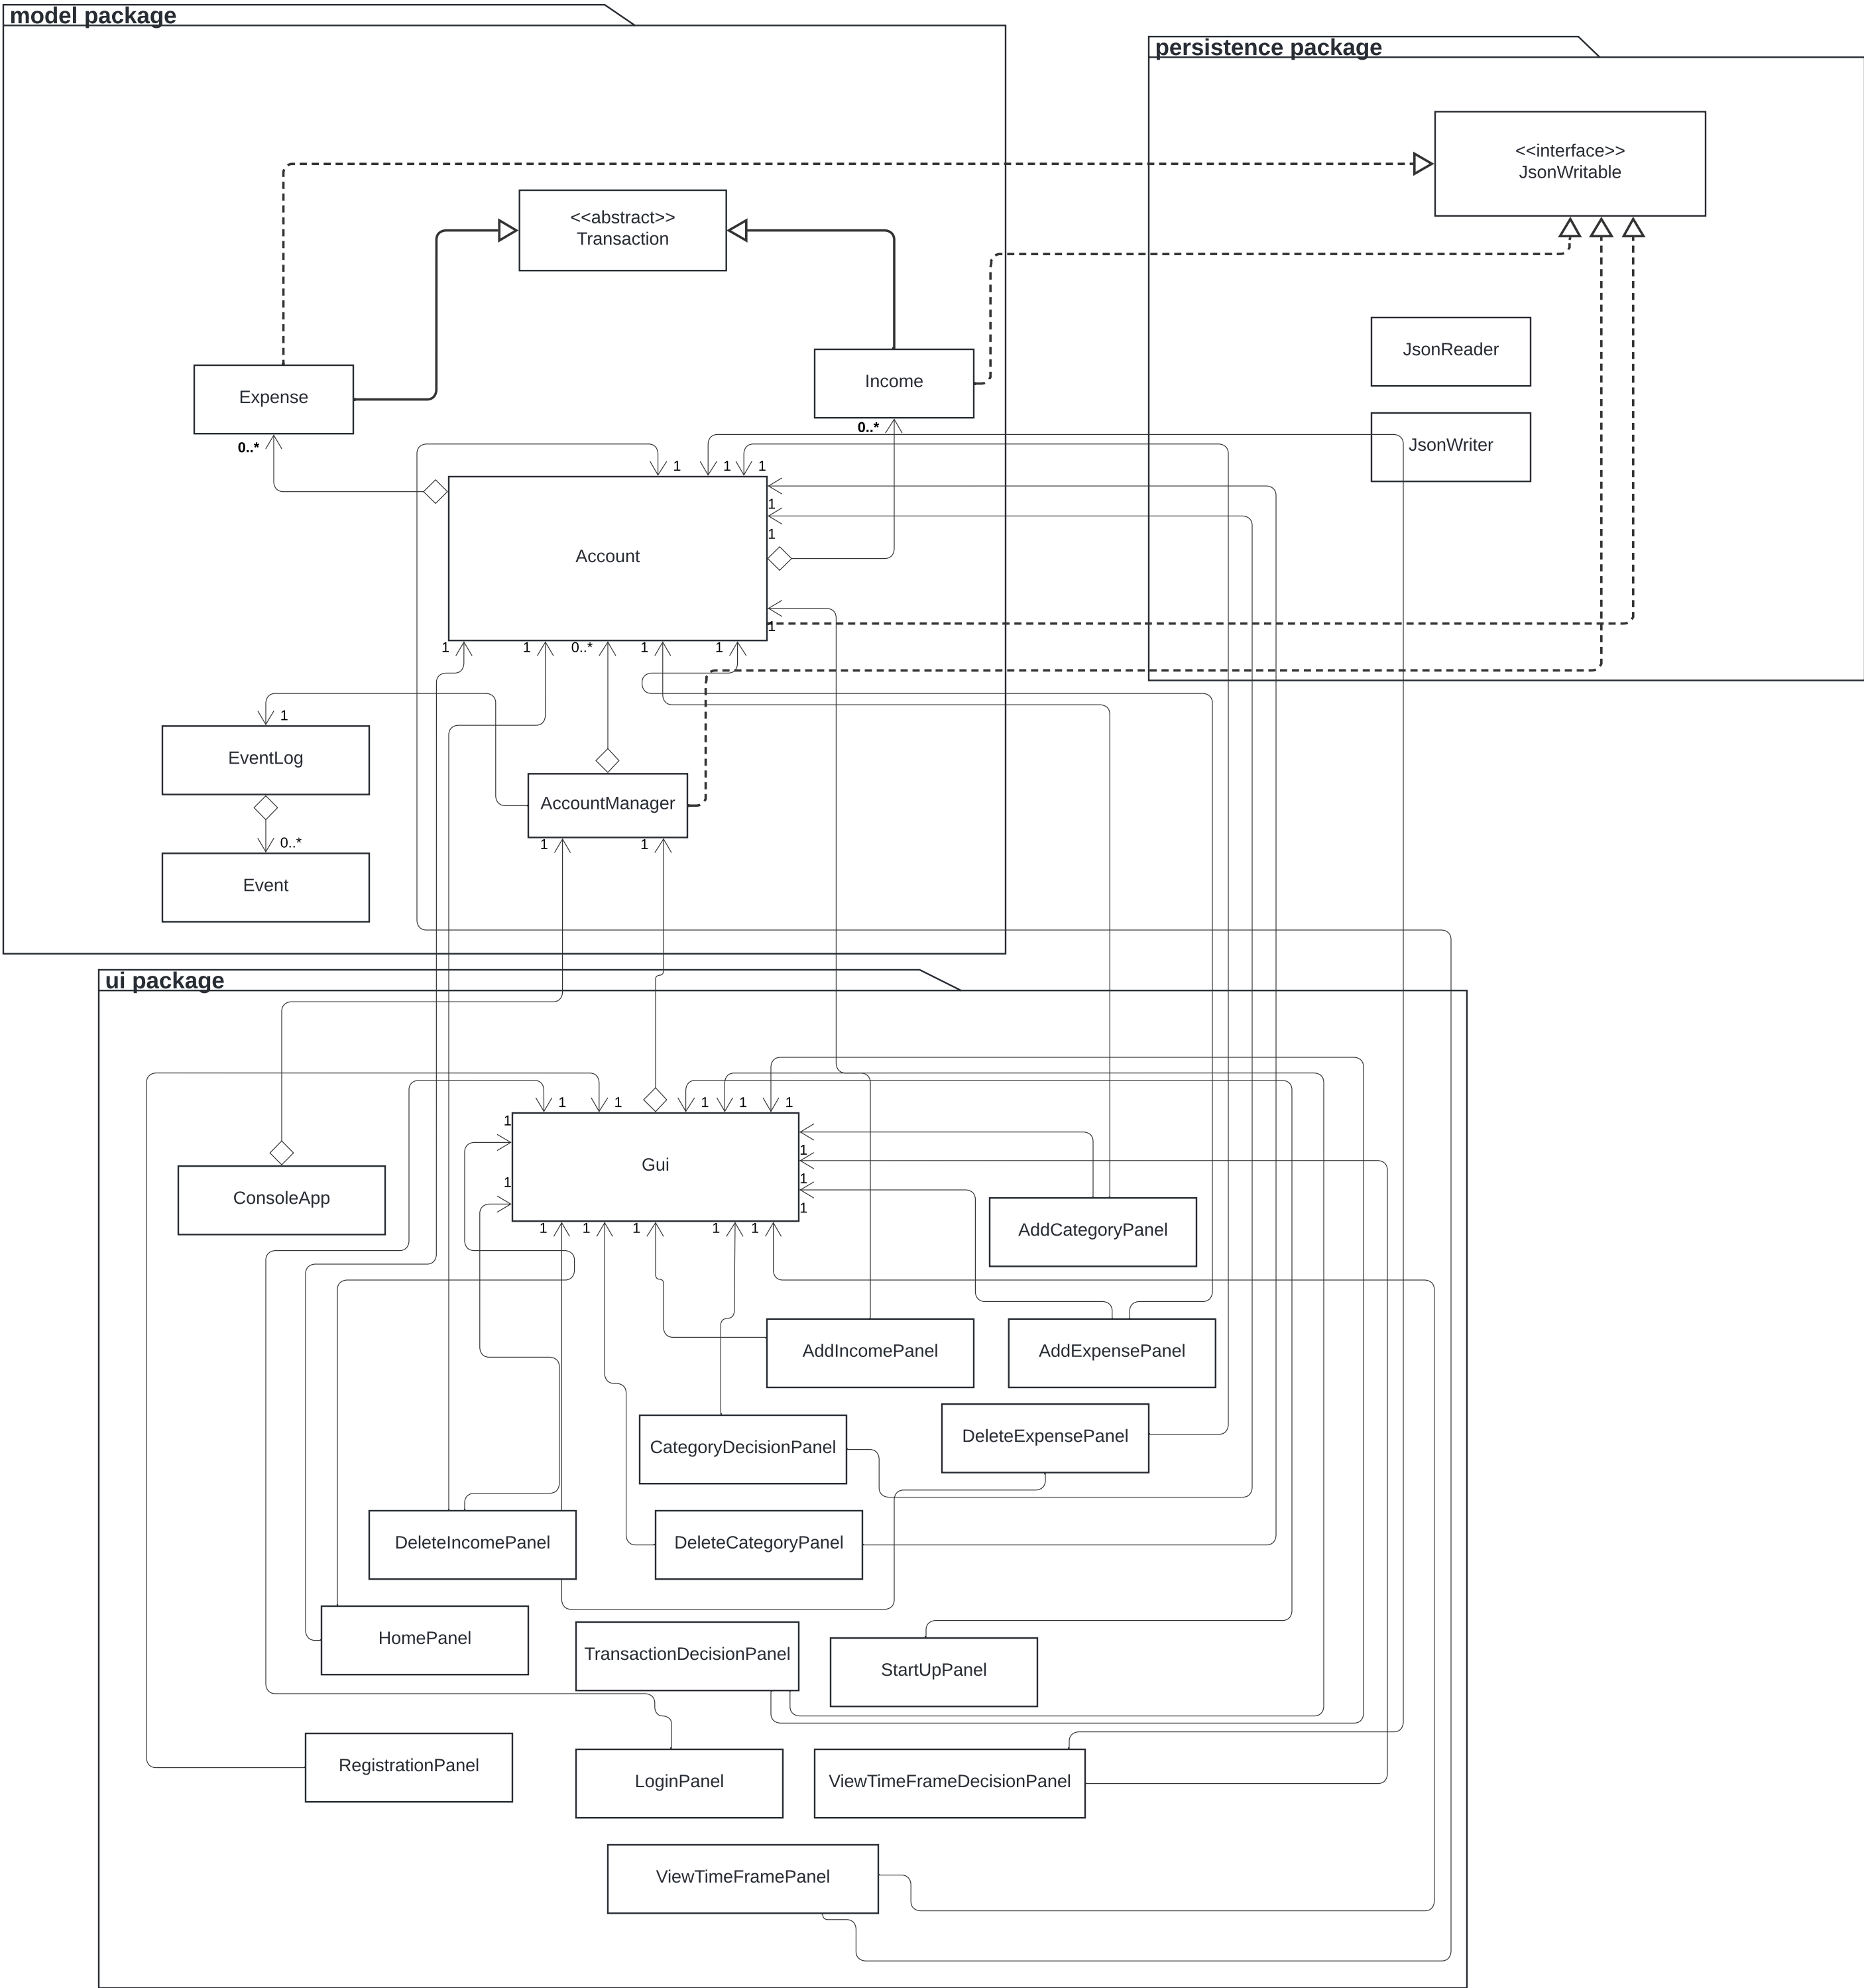 model package
persistence package
<<interface>>
JsonWritable
<<abstract>>
Transaction
JsonReader
Income
Expense
0..*
0..*
JsonWriter
1
1
1
1
1
Account
1
1
1
0..*
1
1
1
EventLog
AccountManager
0..*
1
1
Event
ui package
1
1
1
1
1
1
1
Gui
1
1
ConsoleApp
1
1
1
1
1
1
AddCategoryPanel
AddIncomePanel
AddExpensePanel
CategoryDecisionPanel
DeleteExpensePanel
DeleteIncomePanel
DeleteCategoryPanel
HomePanel
TransactionDecisionPanel
StartUpPanel
RegistrationPanel
LoginPanel
ViewTimeFrameDecisionPanel
ViewTimeFramePanel